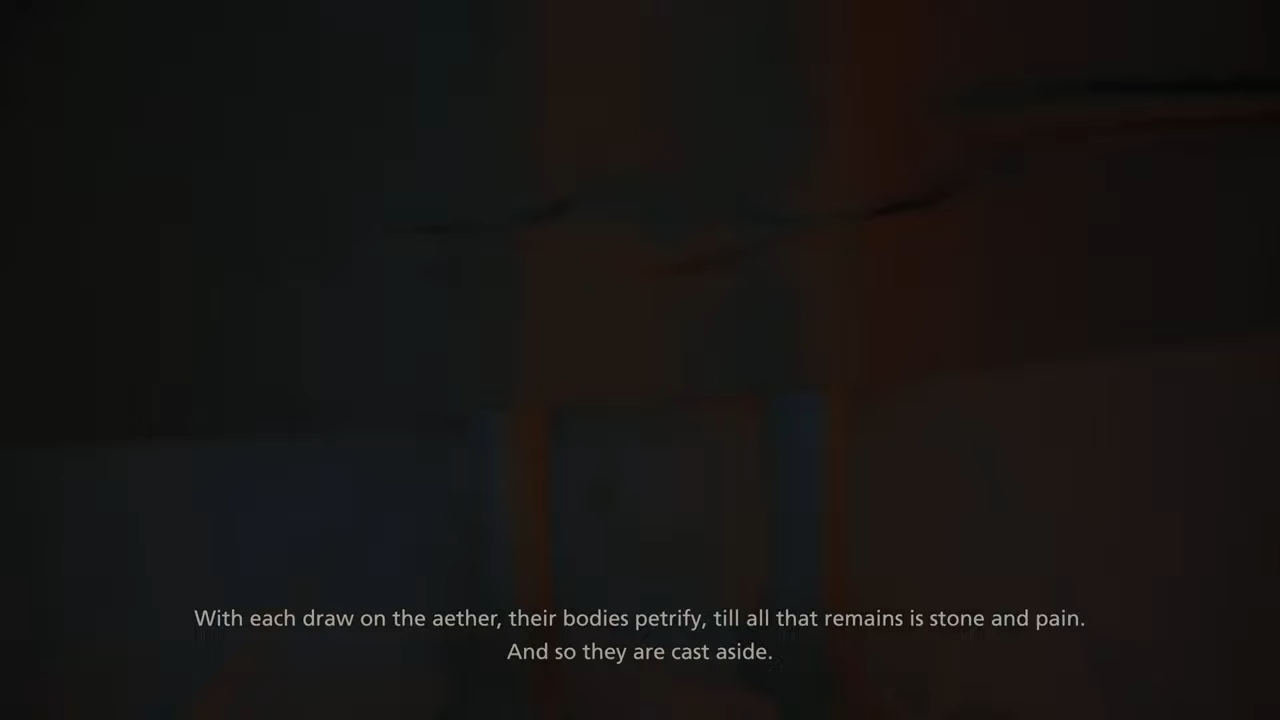 With each draw on the aether, their bodies petrify, till all that remains is stone and pain.
And so they are cast aside.